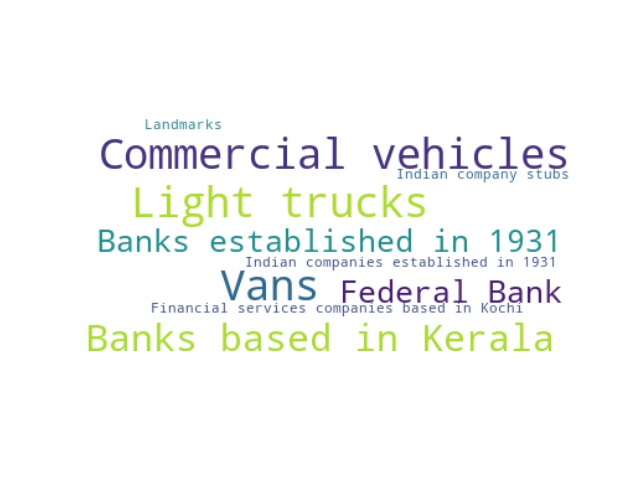 Landmarks
Commercial vehicles
Indian company stubs
Light trucks
Banks established in 1931
Indian companies established in 1931
Vans
Federal Bank
Financial services companies based in Kochi
Banks based in Kerala